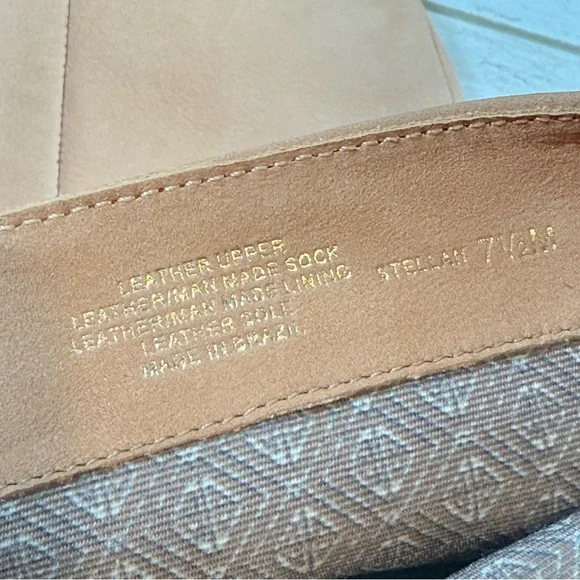 LEATHER UPPER
LEATHER/MAN MADE SOCK
LEATHER/MAN MADE LINING
LEATHER SOLE
MADE IN BRAZIL
STELLAN 7½M